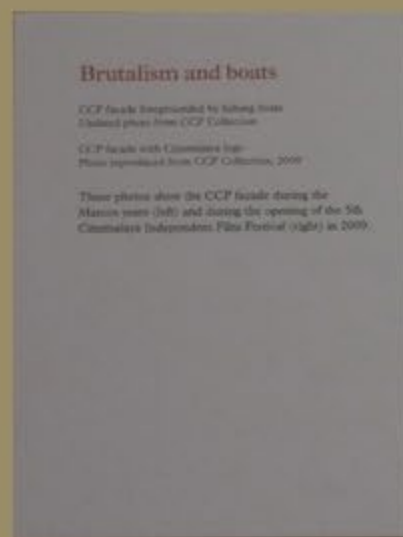 Brutalism and boats
CCP facade foregrounded by fishing boats
Undated photo from CCP Collection
CCP facade with Cinemalaya logo
Photo reproduced from CCP Collection, 2009
These photos show the CCP facade during the
Marcos years (left) and during the opening of the 5th
Cinemalaya Independent Film Festival (right) in 2009.